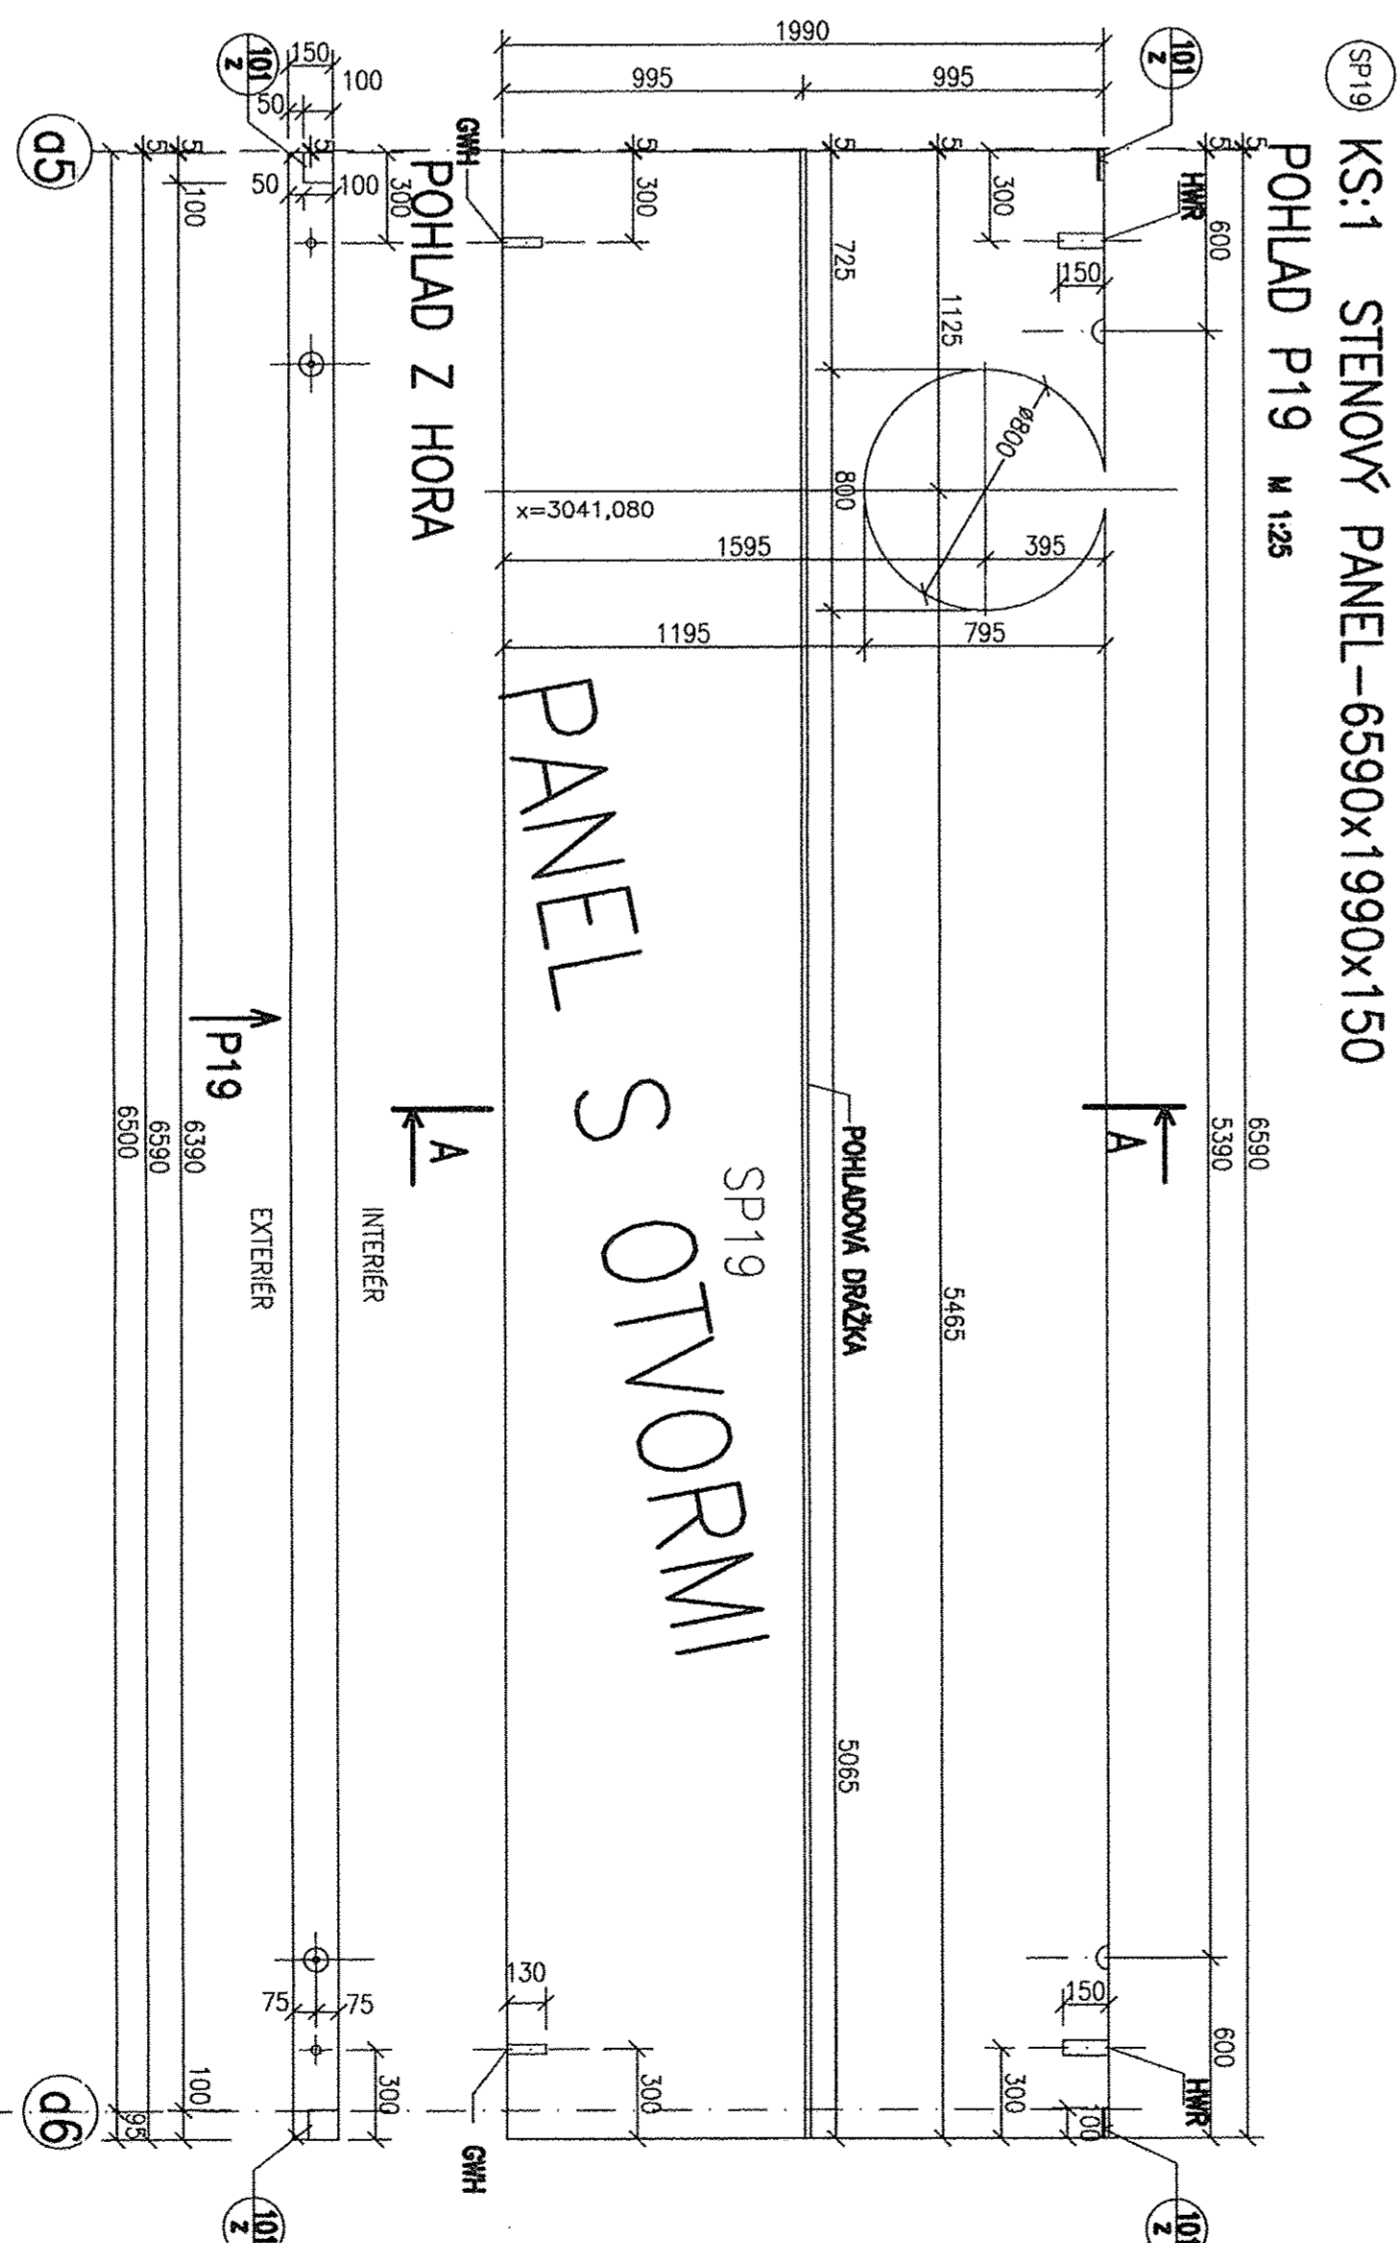 SP19 KS:1 STENOVÝ PANEL-6590x1990x150
POHLAD P19 M 1:25
5 6590
5 600 5390 600
101 z
HWR
HWR
101 z
300 150
150 300 100
5 1125 5465
ø800
5 725 800 5065
395 1595
795 1195
x=3041,080
1990
995 995
POHLADOVÁ DRÁŽKA
SP19
PANEL S OTVORMI
A
A
5 300
130 300
GWH
GWH
POHLAD Z HORA
300
300
INTERIÉR
EXTERIÉR
101 z
150 100
50
5
50 100
75 75
101 z
P19
5 100 6390 100
5 6590
6500 95
a5
a6